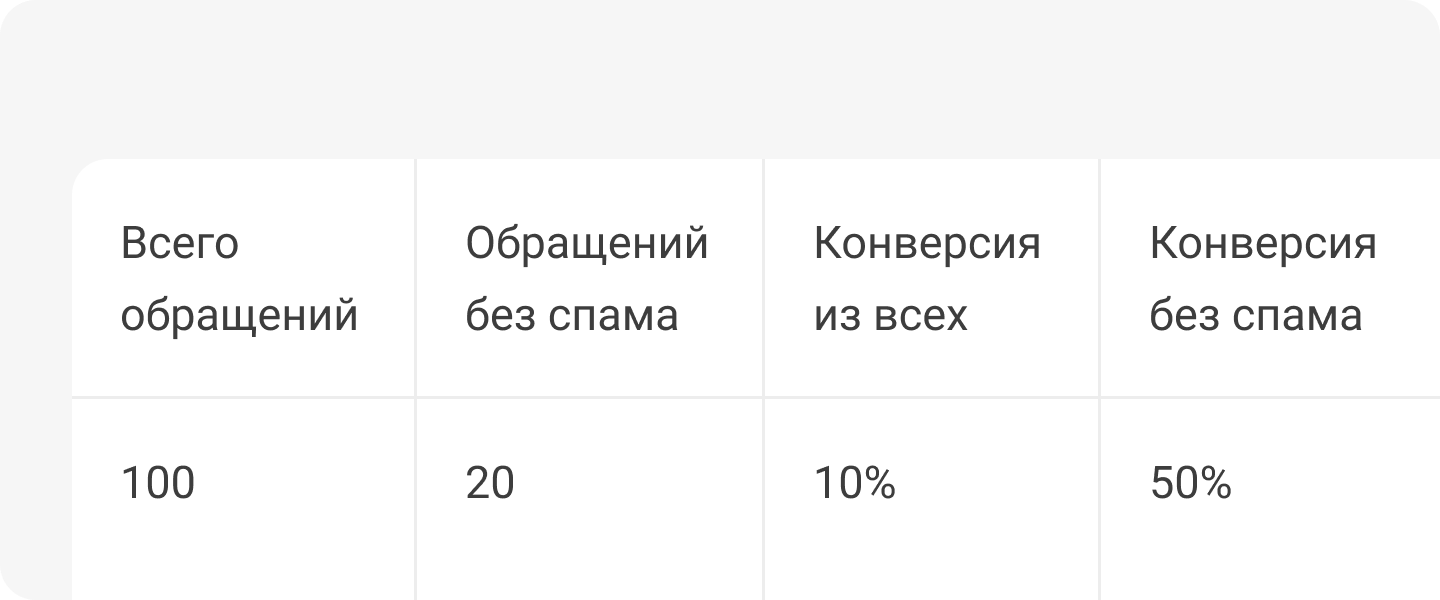 Всего
обращений
Обращений
без спама
Конверсия
из всех
Конверсия
без спама
100
20
10%
50%